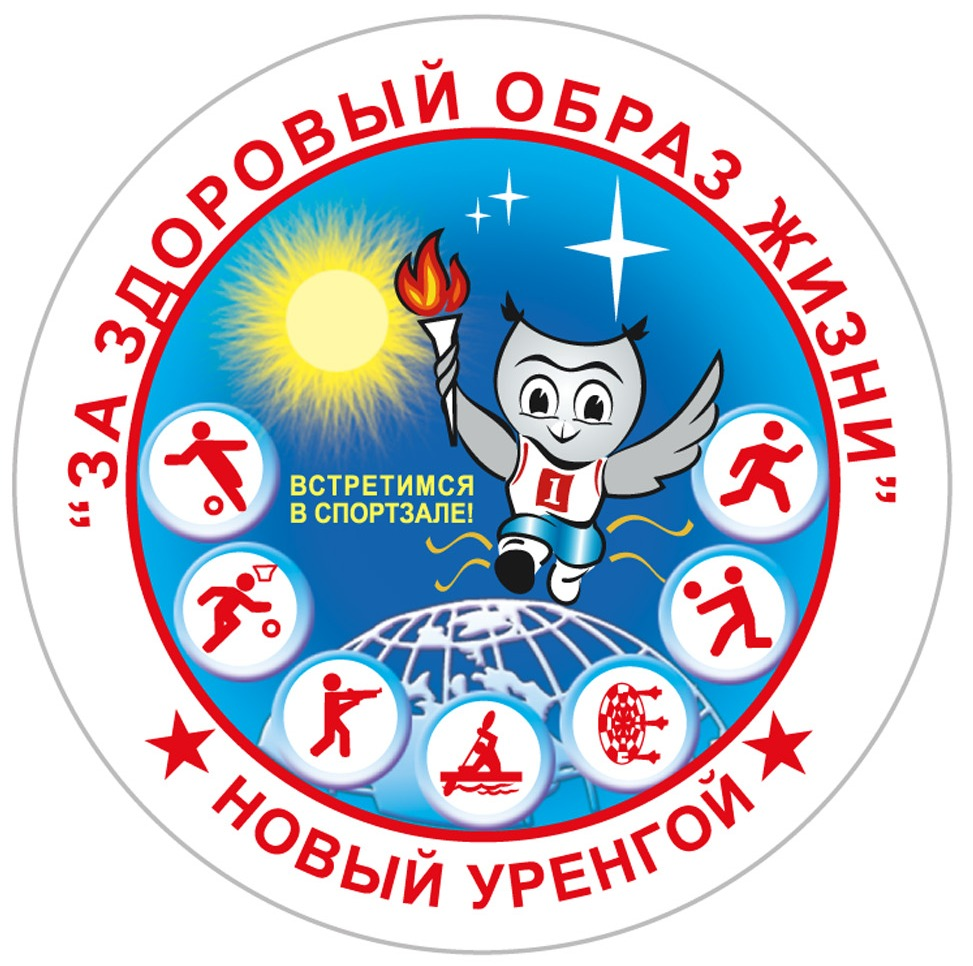 “ЗА ЗДОРОВЫЙ ОБРАЗ ЖИЗНИ”
ВСТРЕТИМСЯ
В СПОРТЗАЛЕ!
1
НОВЫЙ УРЕНГОЙ